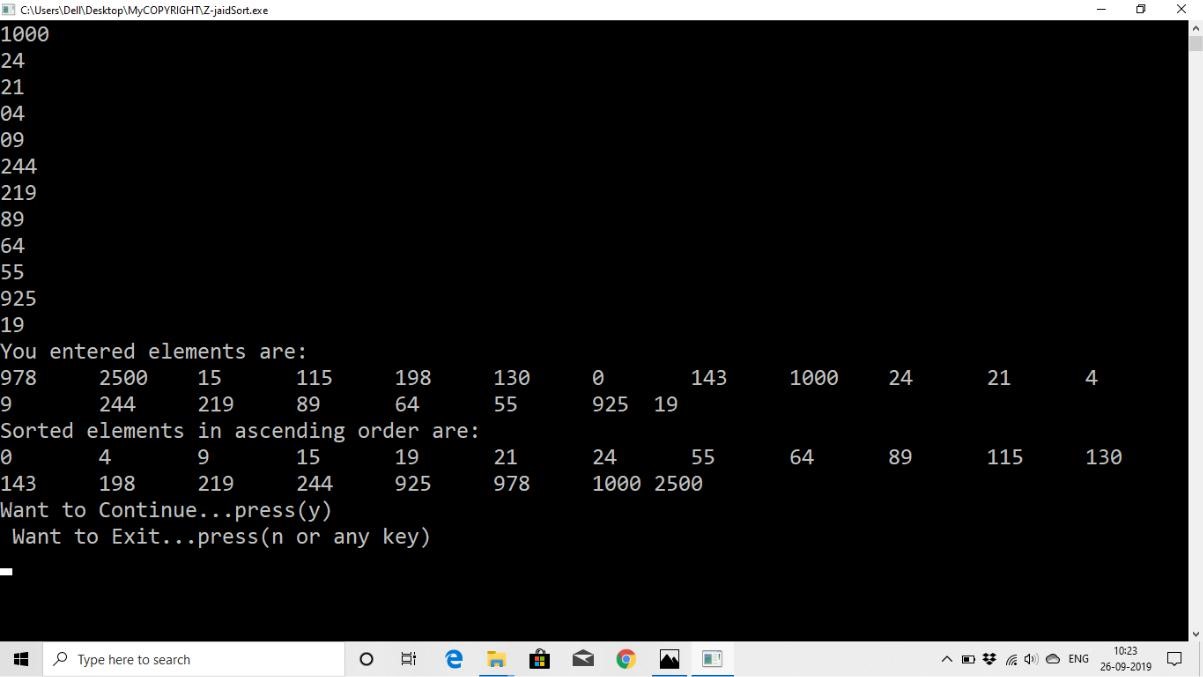 C:\Users\Dell\Desktop\MyCOPYRIGHT\Z-jaidSort.exe
1000
24
21
04
09
244
219
89
64
55
925
19
You entered elements are:
978 2500 15 115 198 130 0 143 1000 24 21 4
9 244 219 89 64 55 925 19
Sorted elements in ascending order are:
0 4 9 15 19 21 24 55 64 89 115 130
143 198 219 244 925 978 1000 2500
Want to Continue...press(y)
Want to Exit...press(n or any key)
Type here to search
ENG
10:23
26-09-2019